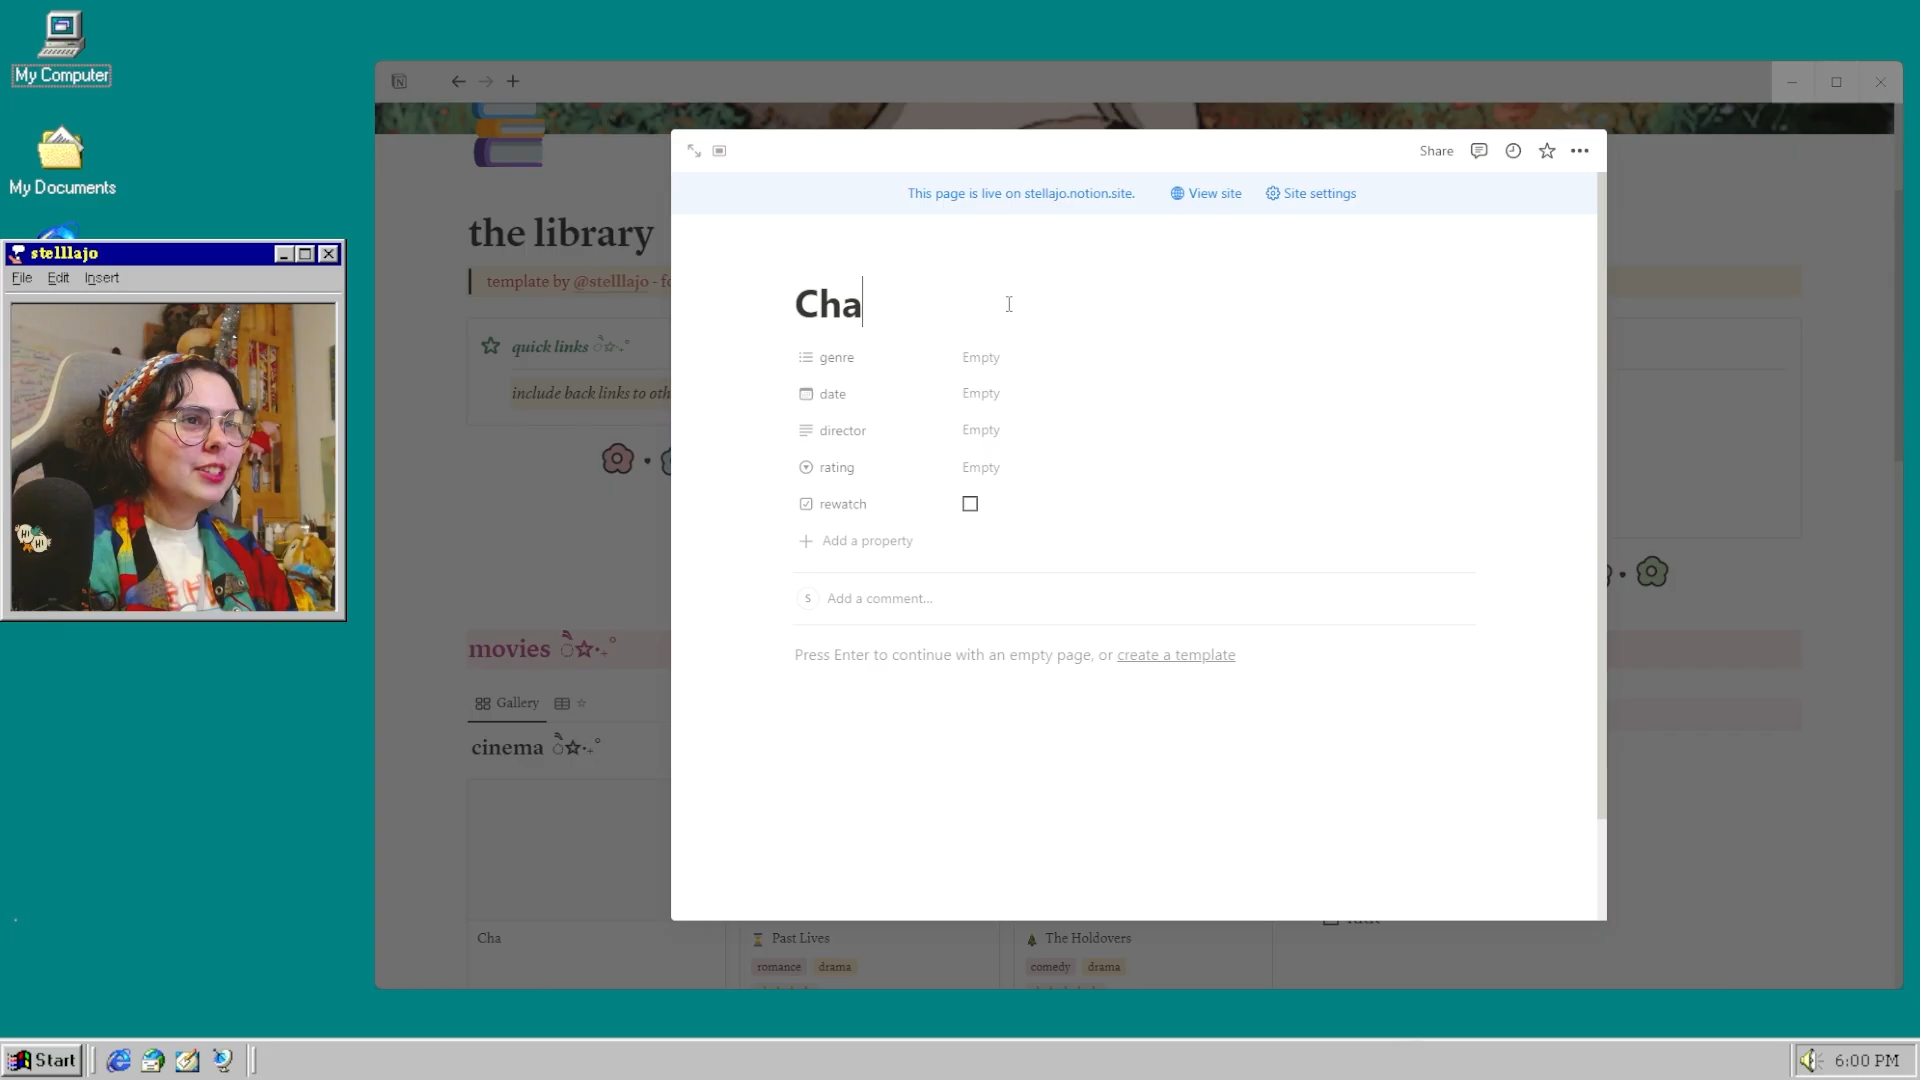 My Computer
My Documents
stelllajo
File Edit Insert
HI HI
the library
template by @stelllajo - fo
quick links
include back links to oth
movies
Gallery
cinema
Cha
Past Lives
romance drama
The Holdovers
comedy drama
Share
This page is live on stellajo.notion.site. View site Site settings
Cha
genre Empty
date Empty
director Empty
rating Empty
rewatch
Add a property
S Add a comment...
Press Enter to continue with an empty page, or create a template
Start
6:00 PM